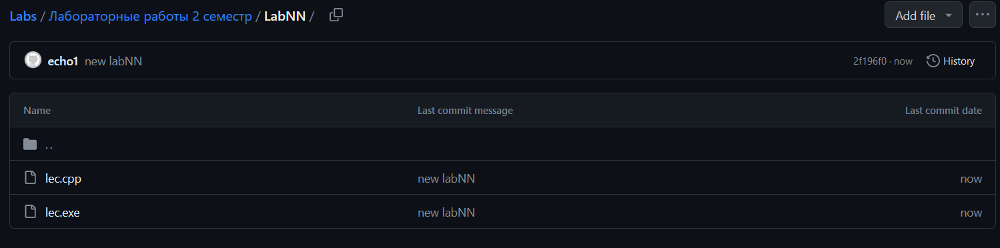 Labs / Лабораторные работы 2 семестр / LabNN / Add file ...
echo1 new labNN 2f196f0 · now History
Name Last commit message Last commit date
..
lec.cpp new labNN now
lec.exe new labNN now